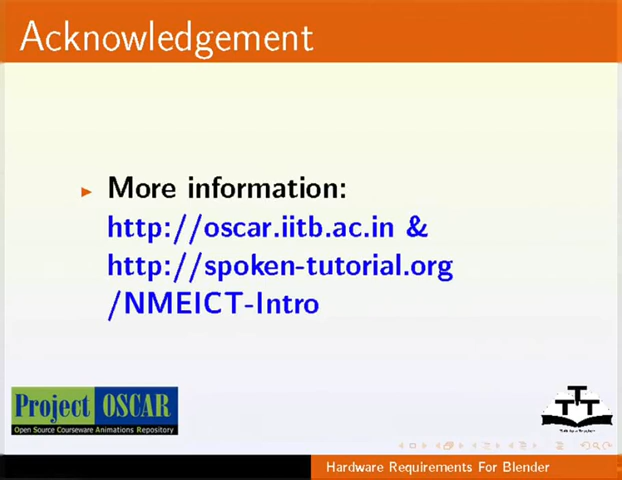 Acknowledgement
More information:
http://oscar.iitb.ac.in &
http://spoken-tutorial.org
/NMEICT-Intro
Project OSCAR
Open Source Courseware Animations Repository
TTT
Hardware Requirements For Blender